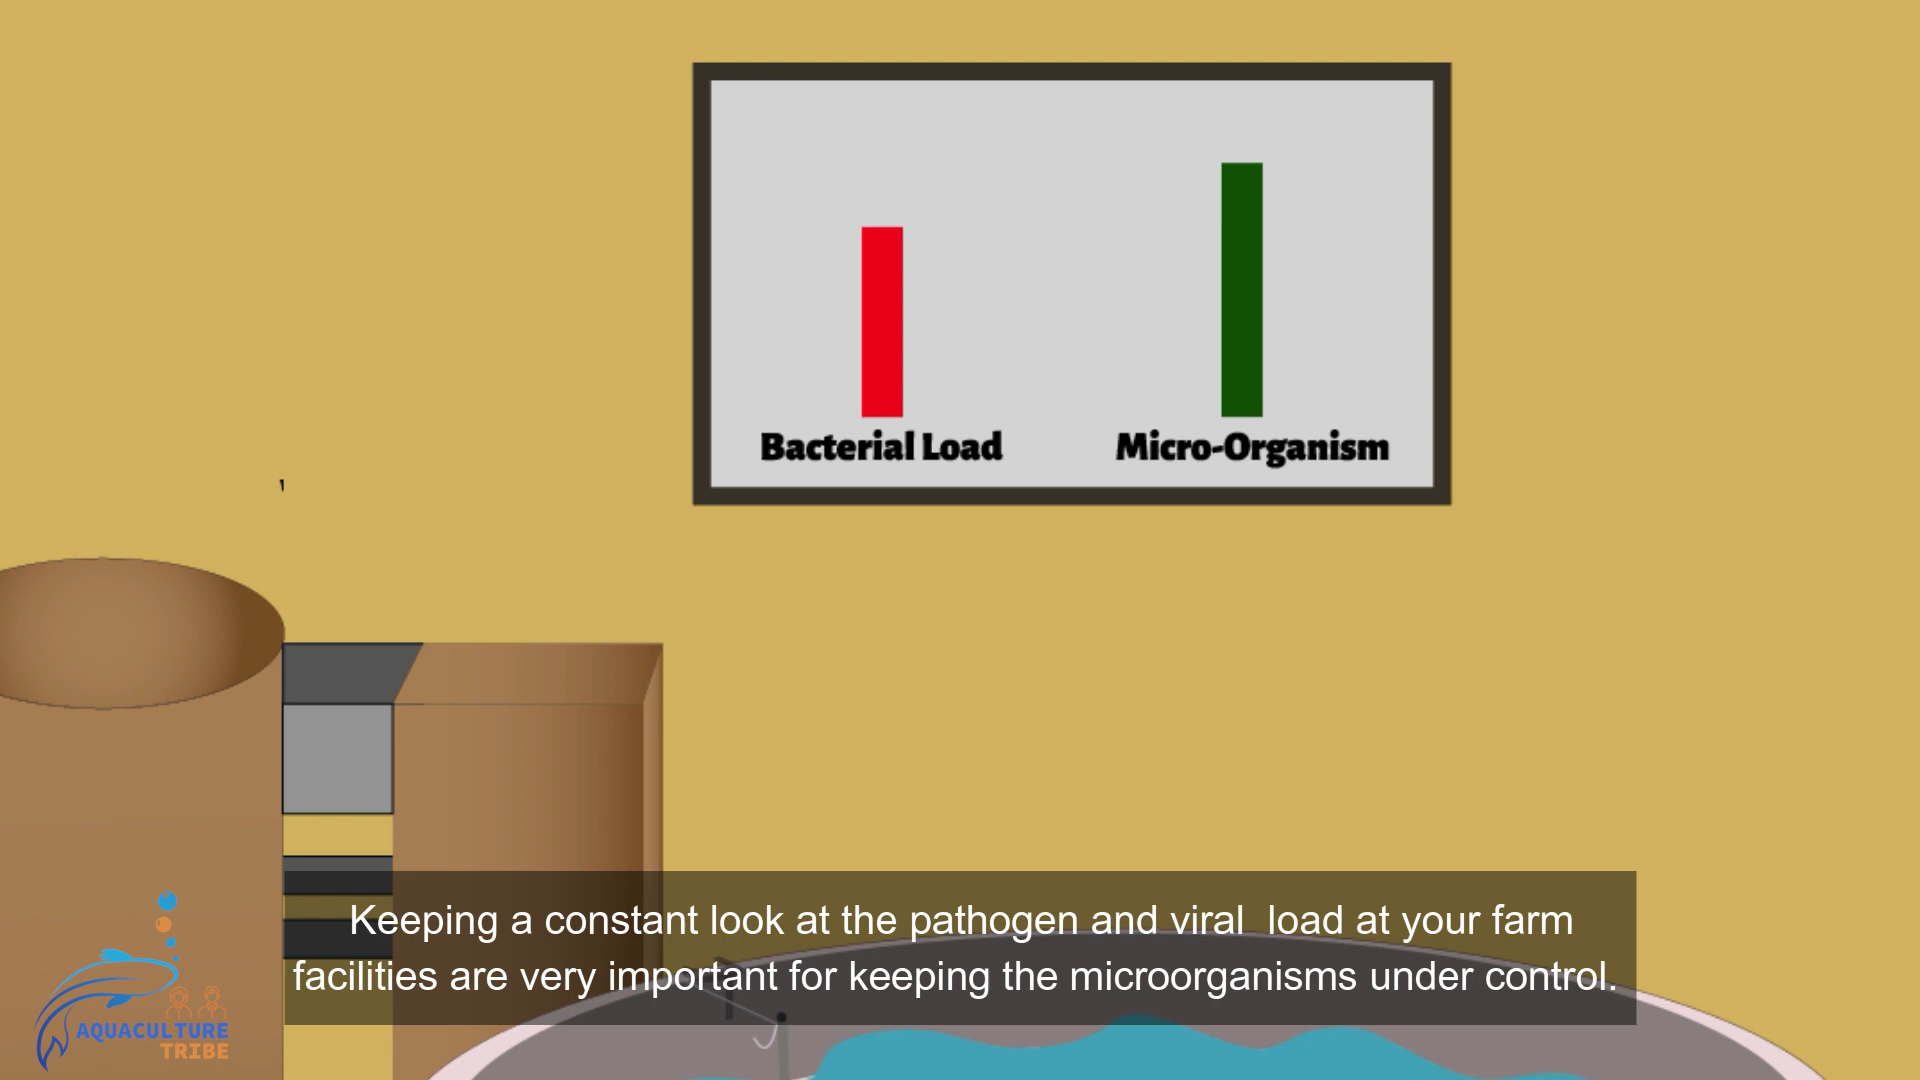 Bacterial Load
Micro-Organism
Keeping a constant look at the pathogen and viral  load at your farm
facilities are very important for keeping the microorganisms under control.
AQUACULTURE
TRIBE